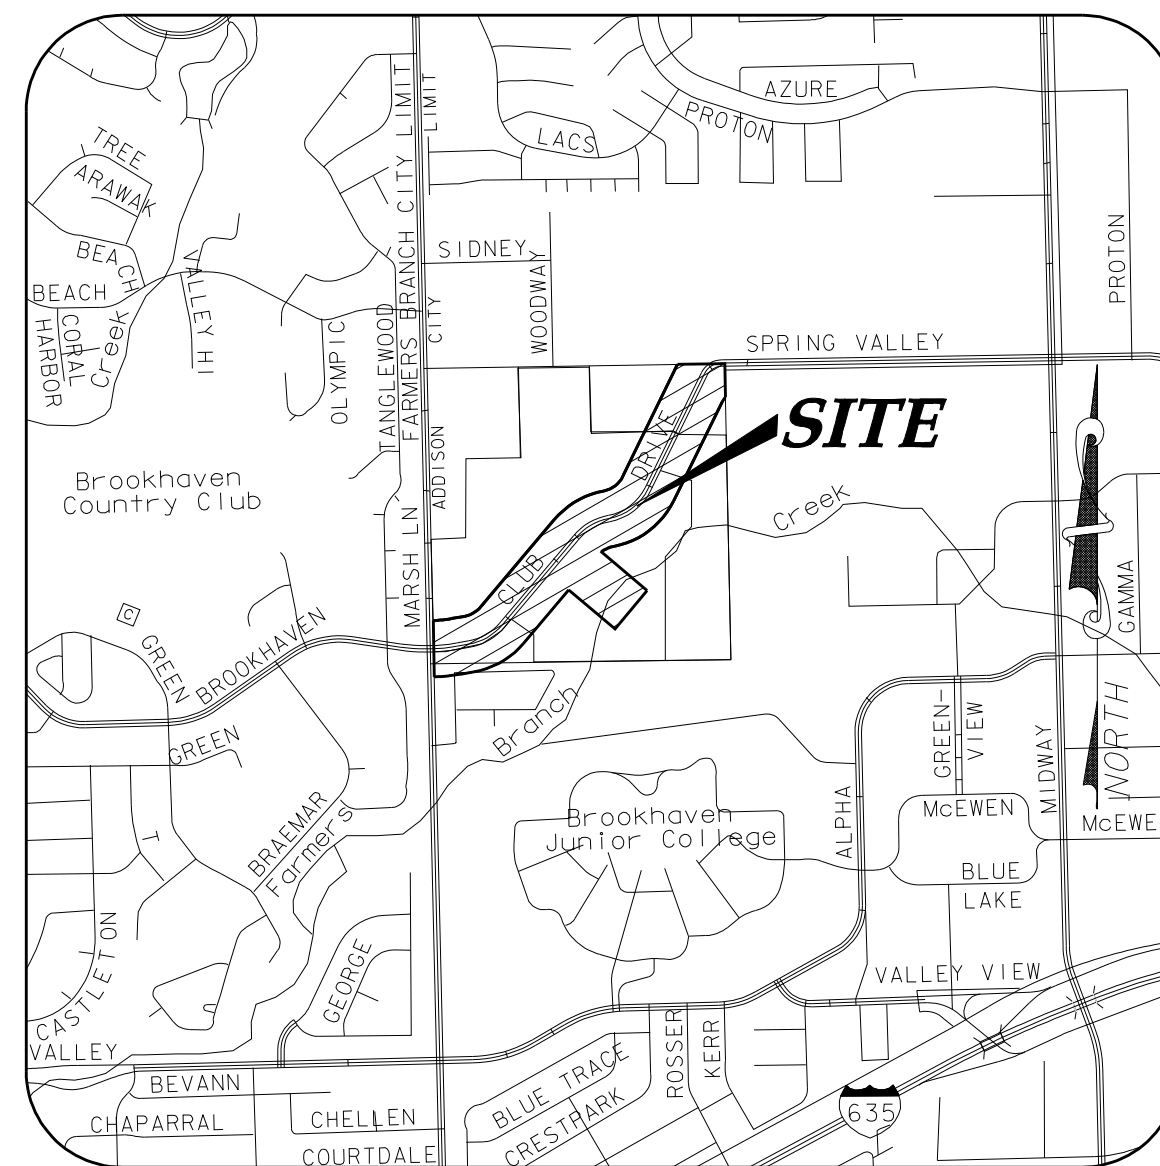 AZURE
PROTON
LACS
LIMIT
TREE
ARAWAK
BEACH
BEACH
VALLEY HI
HARBOR
CORAL
Creek
OLYMPIC
TANGLEWOOD
FARMERS BRANCH CITY LIMIT
ADDISON CITY
SIDNEY
WOODWAY
PROTON
SPRING VALLEY
SITE
DRIVE
CLUB
Creek
Brookhaven
Country Club
MARSH LN
C
GREEN
BROOKHAVEN
GREEN
GAMMA
NORTH
Branch
GREEN-
VIEW
MIDWAY
McEWEN
McEWE
ALPHA
Brookhaven
Junior College
BRAEMAR
Farmers
T
BLUE
LAKE
CASTLETON
GEORGE
VALLEY VIEW
VALLEY
BEVANN
CHAPARRAL
CHELLEN
COURTDALE
BLUE TRACE
CRESTPARK
ROSSER
KERR
635